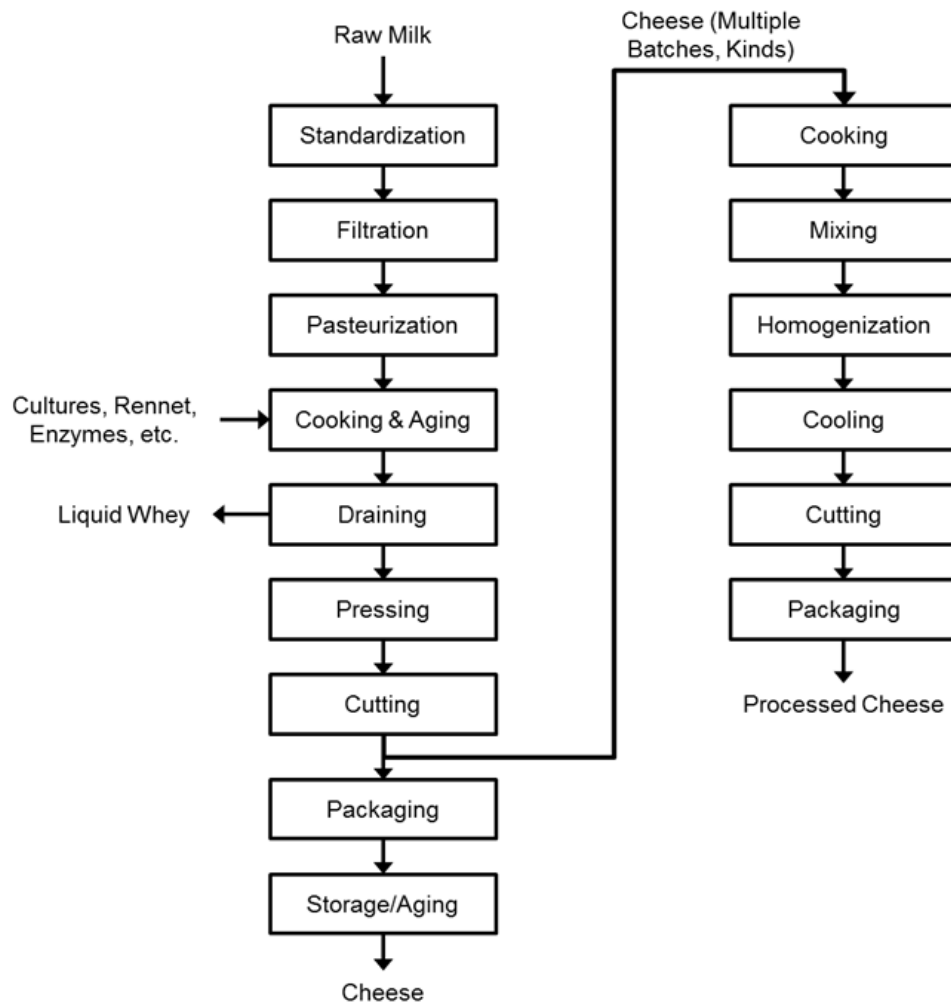 Raw Milk
Standardization
Filtration
Pasteurization
Cultures, Rennet,
Enzymes, etc.
Cooking & Aging
Liquid Whey
Draining
Pressing
Cutting
Packaging
Storage/Aging
Cheese
Cheese (Multiple
Batches, Kinds)
Cooking
Mixing
Homogenization
Cooling
Cutting
Packaging
Processed Cheese